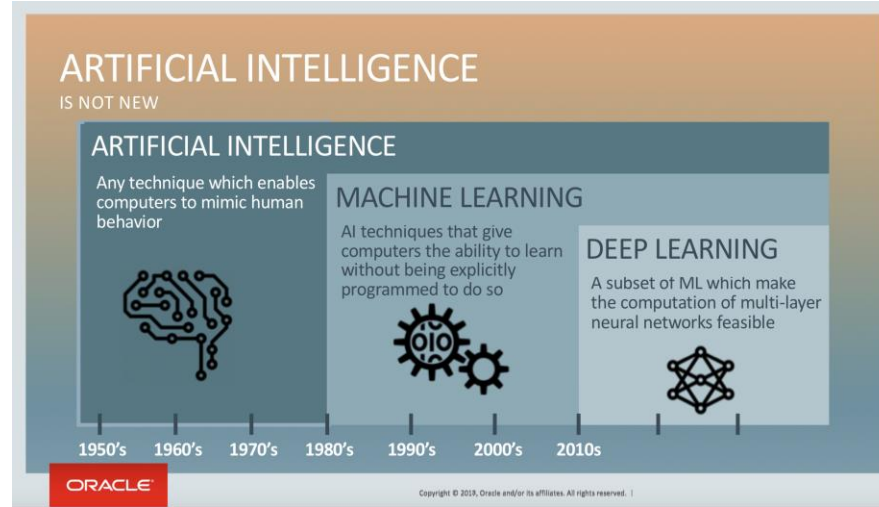 ARTIFICIAL INTELLIGENCE
IS NOT NEW
ARTIFICIAL INTELLIGENCE
Any technique which enables
computers to mimic human
behavior
MACHINE LEARNING
AI techniques that give
computers the ability to learn
without being explicitly
programmed to do so
OIO
DEEP LEARNING
A subset of ML which make
the computation of multi-layer
neural networks feasible
1950's 1960's 1970's 1980's 1990's 2000's 2010s
ORACLE
Copyright © 2019, Oracle and/or its affiliates. All rights reserved. |